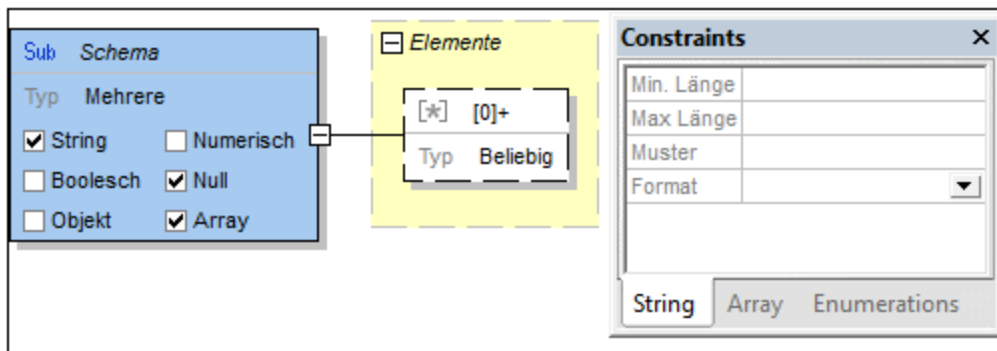 Sub Schema
Typ Mehrere
String Numerisch
Boolesch Null
Objekt Array
Elemente
[*] [0]+
Typ Beliebig
Constraints
Min. Länge
Max Länge
Muster
Format
String Array Enumerations